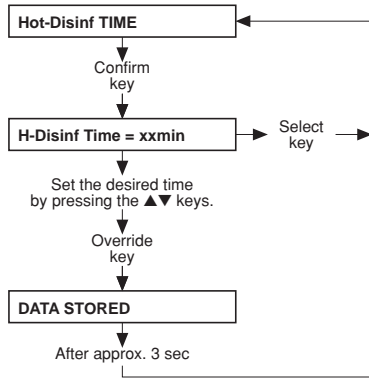 Hot-Disinf TIME
Confirm
key
H-Disinf Time = xxmin
Select
key
Set the desired time
by pressing the ▲▼ keys.
Override
key
DATA STORED
After approx. 3 sec